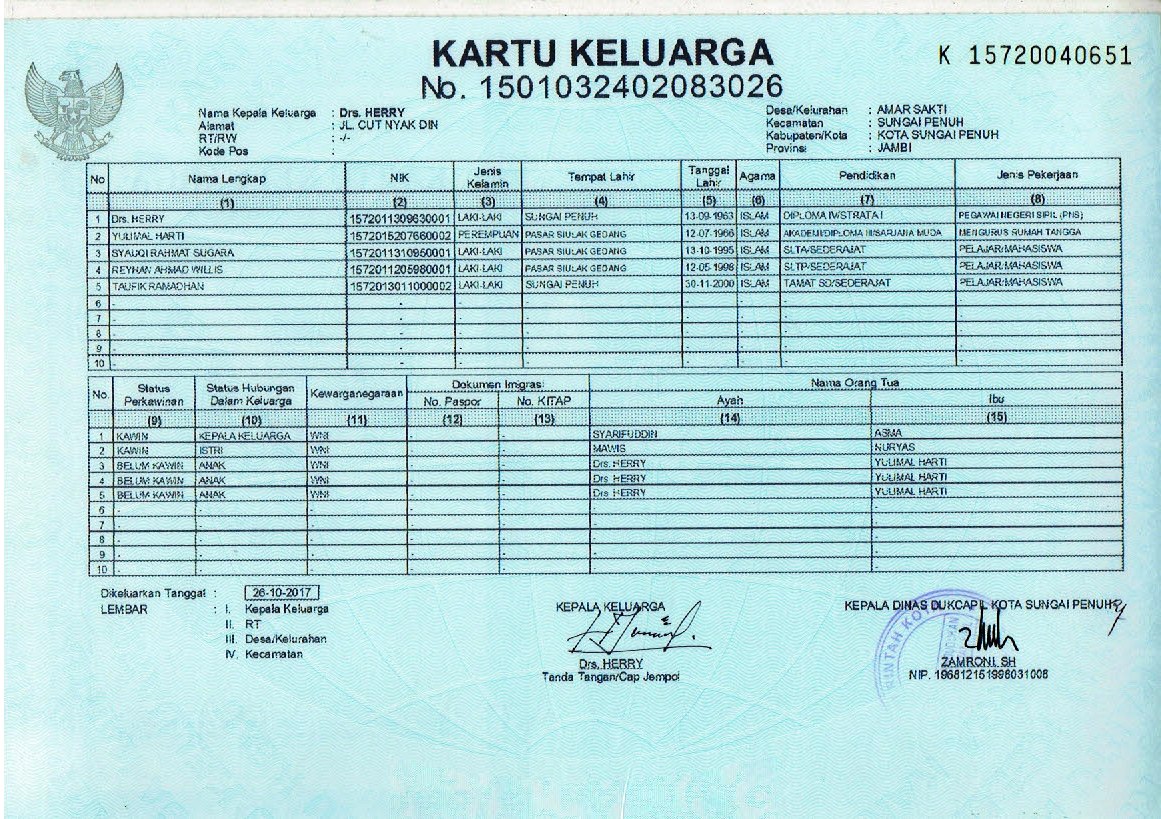 KARTU KELUARGA
No. 1501032402083026
K 15720040651
Nama Kepala Keluarga : Drs. HERRY
Alamat : JL. CUT NYAK DIN
RT/RW : -/-
Kode Pos :
Desa/Kelurahan : AMAR SAKTI
Kecamatan : SUNGAI PENUH
Kabupaten/Kota : KOTA SUNGAI PENUH
Provinsi : JAMBI
No Nama Lengkap NIK Jenis Kelamin Tempat Lahir Tanggal Lahir Agama Pendidikan Jenis Pekerjaan
(1) (2) (3) (4) (5) (6) (7) (8)
1 Drs. HERRY 1572011309630001 LAKI-LAKI SUNGAI PENUH 13-09-1963 ISLAM DIPLOMA IV/STRATA I PEGAWAI NEGERI SIPIL (PNS)
2 YULIMAL HARTI 1572015207660002 PEREMPUAN PASAR SIULAK GEDANG 12-07-1966 ISLAM AKADEMI/DIPLOMA III/SARJANA MUDA MENGURUS RUMAH TANGGA
3 SYAUQI RAHMAT SUGARA 1572011310950001 LAKI-LAKI PASAR SIULAK GEDANG 13-10-1995 ISLAM SLTA/SEDERAJAT PELAJAR/MAHASISWA
4 REYHAN AHMAD WILLIS 1572011205980001 LAKI-LAKI PASAR SIULAK GEDANG 12-05-1998 ISLAM SLTP/SEDERAJAT PELAJAR/MAHASISWA
5 TAUFIK RAMADHAN 1572013011000002 LAKI-LAKI SUNGAI PENUH 30-11-2000 ISLAM TAMAT SD/SEDERAJAT PELAJAR/MAHASISWA
6 - - - - - - - -
7 - - - - - - - -
8 - - - - - - - -
9 - - - - - - - -
10 - - - - - - - -
No. Status Perkawinan Status Hubungan Dalam Keluarga Kewarganegaraan Dokumen Imigrasi Nama Orang Tua
No. Paspor No. KITAP Ayah Ibu
(9) (10) (11) (12) (13) (14) (15)
1 KAWIN KEPALA KELUARGA WNI - - SYARIFUDDIN ASMA
2 KAWIN ISTRI WNI - - MAWIS NURYAS
3 BELUM KAWIN ANAK WNI - - Drs. HERRY YULIMAL HARTI
4 BELUM KAWIN ANAK WNI - - Drs. HERRY YULIMAL HARTI
5 BELUM KAWIN ANAK WNI - - Drs. HERRY YULIMAL HARTI
6 - - - - - - -
7 - - - - - - -
8 - - - - - - -
9 - - - - - - -
10 - - - - - - -
Dikeluarkan Tanggal : 26-10-2017
LEMBAR : I. Kepala Keluarga
II. RT
III. Desa/Kelurahan
IV. Kecamatan
KEPALA KELUARGA
Drs. HERRY
Tanda Tangan/Cap Jempol
KEPALA DINAS DUKCAPIL KOTA SUNGAI PENUH
ZAMRONI, SH
NIP. 196812151998031008